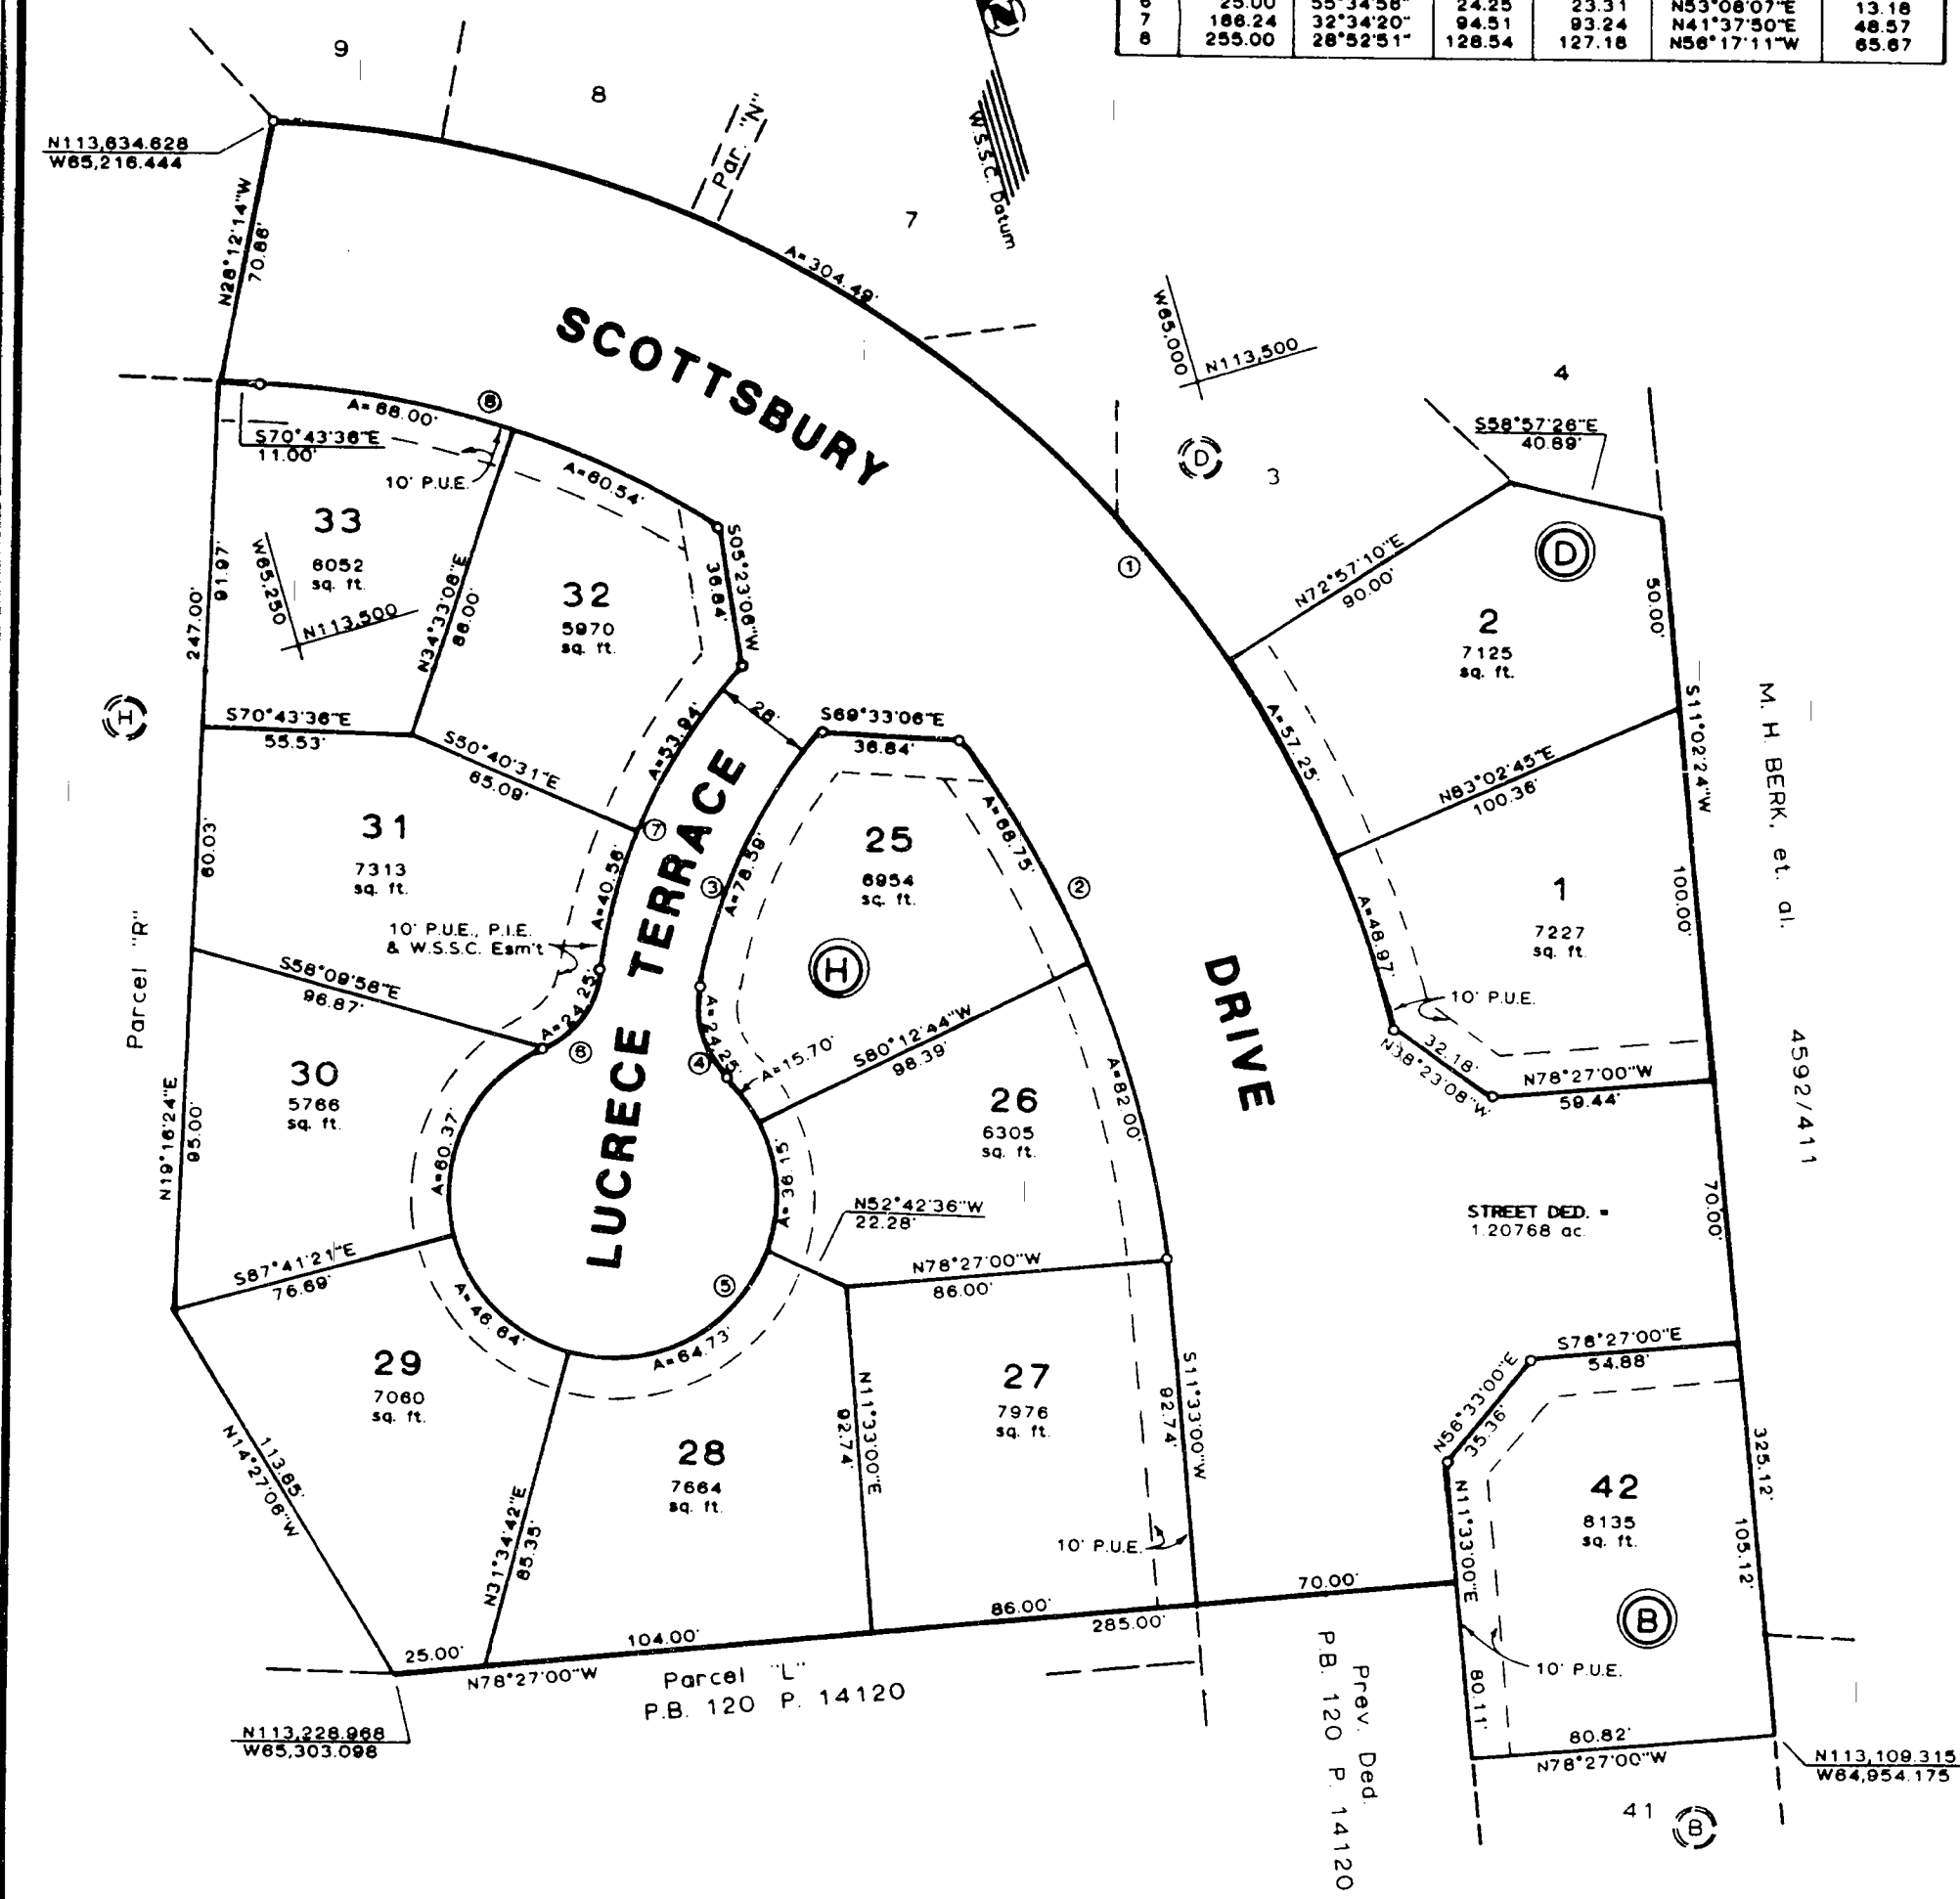 6 25.00 55°34'58" 24.25 23.31 N53°08'07"E 13.18
7 166.24 32°34'20" 94.51 93.24 N41°37'50"E 48.57
8 255.00 28°52'51" 128.54 127.18 N56°17'11"W 65.67
9
8
Par. "N"
7
W.S.S.C. Datum
N113,634.628
W65,216.444
N28°12'14"W
70.86'
A=304.49'
SCOTTSBURY
W65,000
N113,500
4
D
3
S58°57'26"E
40.69'
A=68.00'
8
S70°43'36"E
11.00'
10' P.U.E.
A=60.54'
33
6052
sq. ft.
W65,250
N113,500
91.97'
247.00'
N34°33'08"E
88.00'
32
5970
sq. ft.
S05°23'06"W
36.84'
1
N72°57'10"E
90.00'
D
2
7125
sq. ft.
50.00'
H
S70°43'36"E
55.53'
S50°40'31"E
65.09'
A=53.94'
28'
S69°33'06"E
36.84'
A=57.25'
N83°02'45"E
100.36'
S11°02'24"W
M. H. BERK, et. al.
4592/411
31
7313
sq. ft.
60.03'
7
A=40.56'
3
A=78.59'
25
6954
sq. ft.
A=68.75'
2
1
7227
sq. ft.
A=48.97'
100.00'
Parcel "R"
10' P.U.E., P.I.E.
& W.S.S.C. Esm't
S58°09'58"E
96.87'
A=24.25'
6
LUCRECE TERRACE
H
A=24.25'
4
A=15.70'
S80°12'44"W
98.39'
DRIVE
10' P.U.E.
32.18'
N38°23'08"W
N78°27'00"W
59.44'
30
5766
sq. ft.
N19°16'24"E
95.00'
A=60.37'
26
6305
sq. ft.
A=82.00'
A=36.15'
N52°42'36"W
22.28'
STREET DED. =
1.20768 ac.
70.00'
S87°41'21"E
76.69'
N78°27'00"W
86.00'
5
A=46.64'
A=64.73'
29
7060
sq. ft.
27
7976
sq. ft.
S78°27'00"E
54.88'
N56°33'00"E
35.36'
N14°27'06"W
113.65'
N31°34'42"E
85.35'
28
7664
sq. ft.
N11°33'00"E
92.74'
S11°33'00"W
92.74'
10' P.U.E.
42
8135
sq. ft.
N11°33'00"E
325.12'
105.12'
B
25.00'
104.00'
86.00'
285.00'
70.00'
N78°27'00"W
Parcel "L"
P.B. 120 P. 14120
Prev. Ded.
P.B. 120 P. 14120
10' P.U.E.
80.11'
80.82'
N78°27'00"W
N113,228.968
W65,303.098
N113,109.315
W64,954.175
41
B